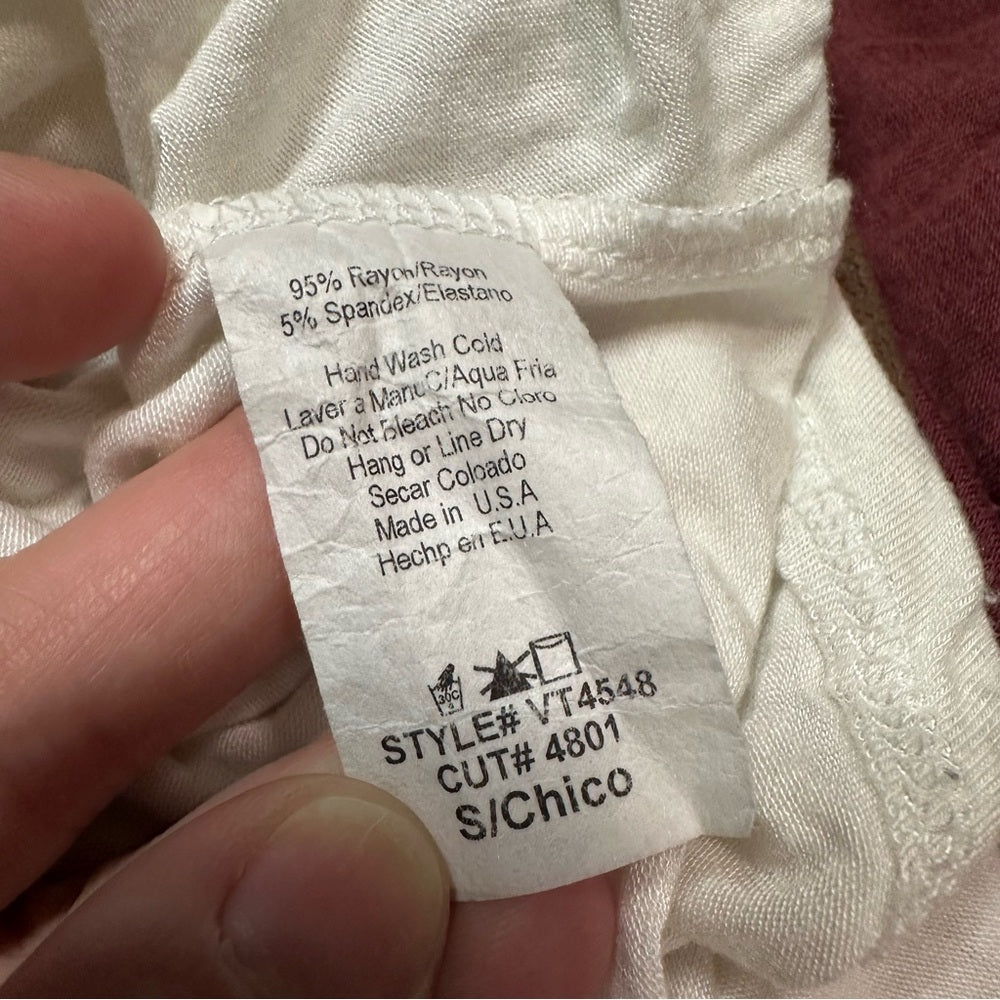 95% Rayon/Rayon
5% Spandex/Elastano
Hand Wash Cold
Laver a ManuC/Aqua Fria
Do Not Bleach No Cloro
Hang or Line Dry
Secar Coloado
Made in U.S.A
Hechp en E.U.A
30C
STYLE# VT4548
CUT# 4801
S/Chico